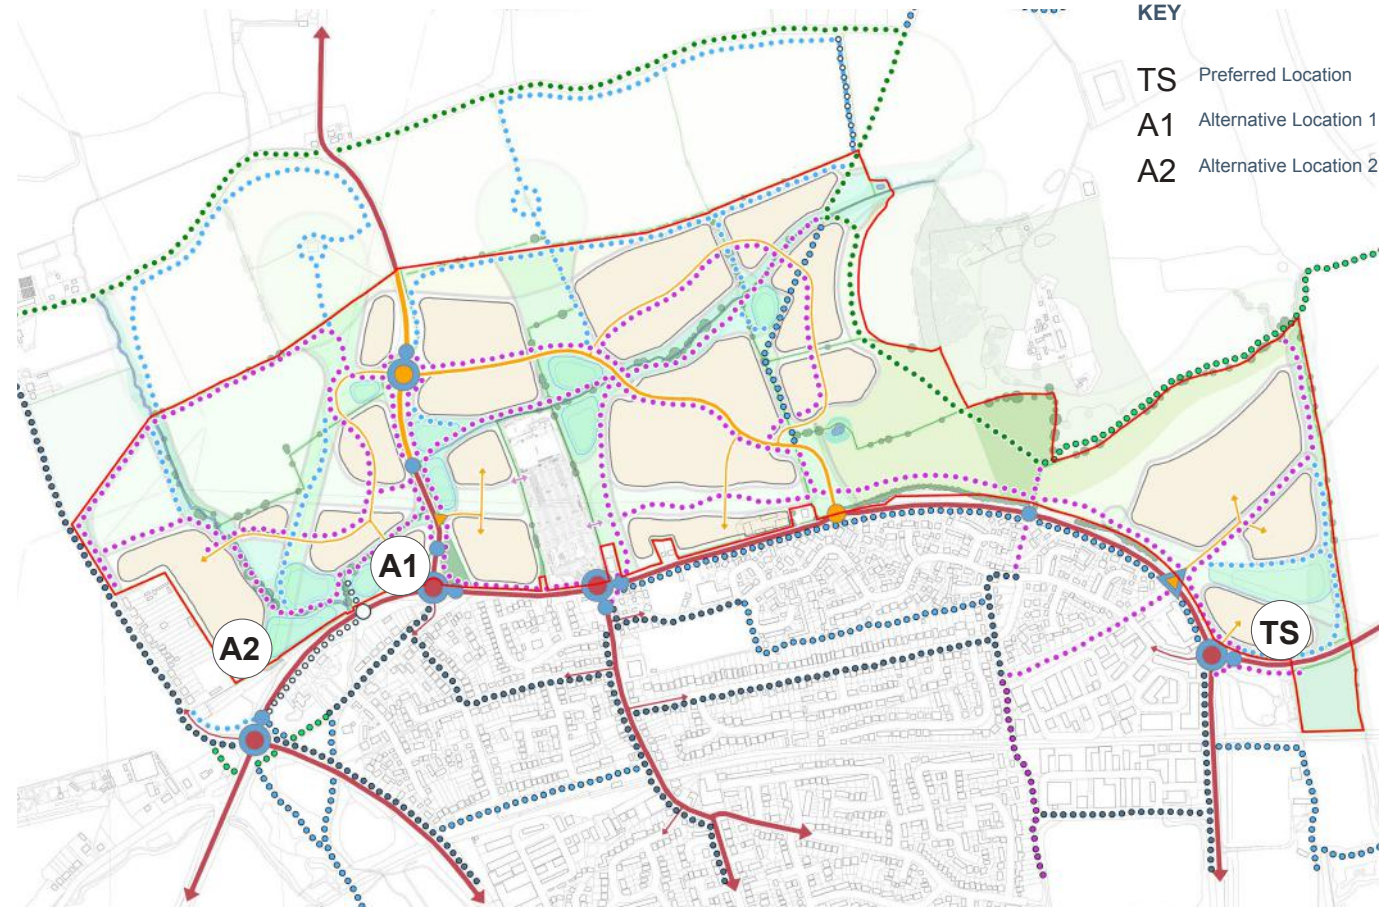 KEY
TS Preferred Location
A1 Alternative Location 1
A2 Alternative Location 2
A1
A2
TS